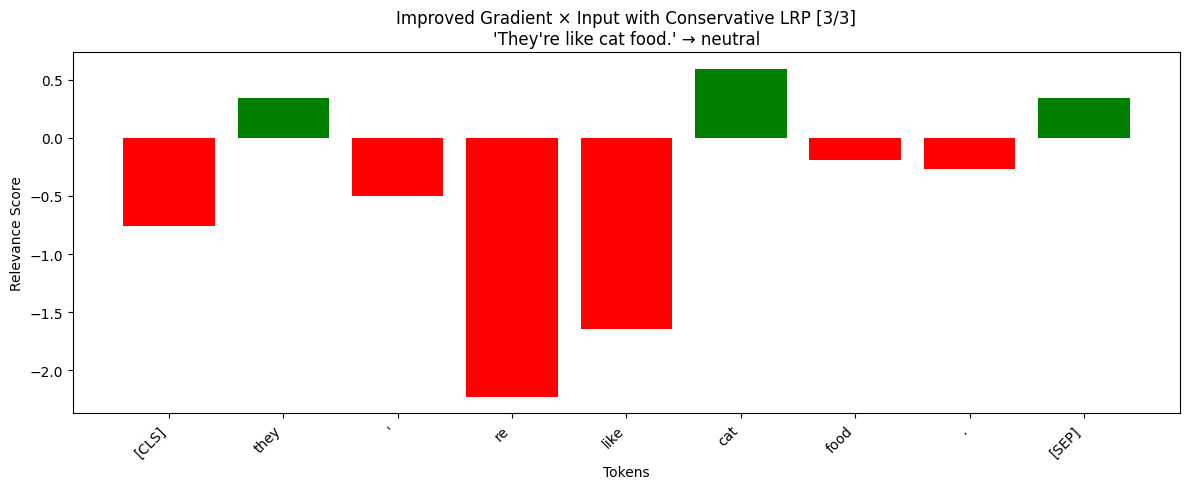 Improved Gradient × Input with Conservative LRP [3/3]
'They're like cat food.' → neutral
Relevance Score
0.5
0.0
−0.5
−1.0
−1.5
−2.0
[CLS]
they
'
re
like
cat
food
.
[SEP]
Tokens